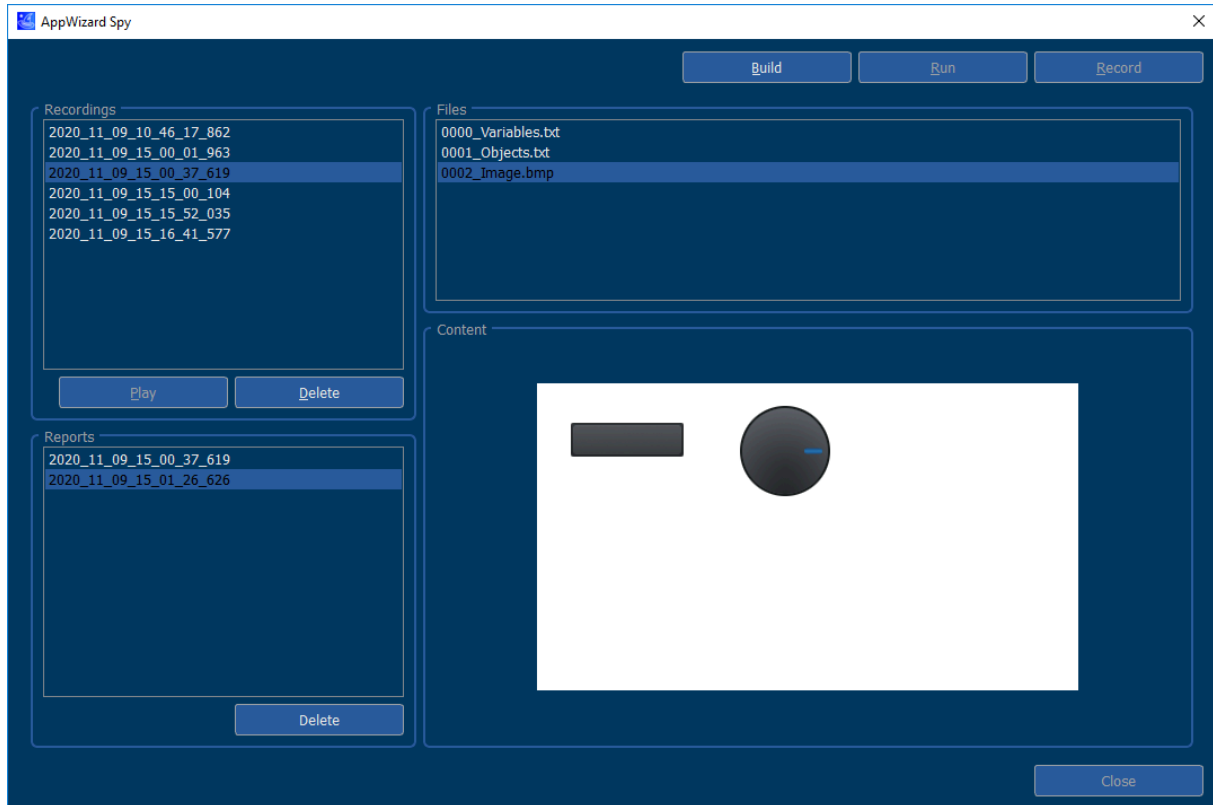 AppWizard Spy
Build
Run
Record
Recordings
2020_11_09_10_46_17_862
2020_11_09_15_00_01_963
2020_11_09_15_00_37_619
2020_11_09_15_15_00_104
2020_11_09_15_15_52_035
2020_11_09_15_16_41_577
Play
Delete
Files
0000_Variables.txt
0001_Objects.txt
0002_Image.bmp
Reports
2020_11_09_15_00_37_619
2020_11_09_15_01_26_626
Delete
Content
Close